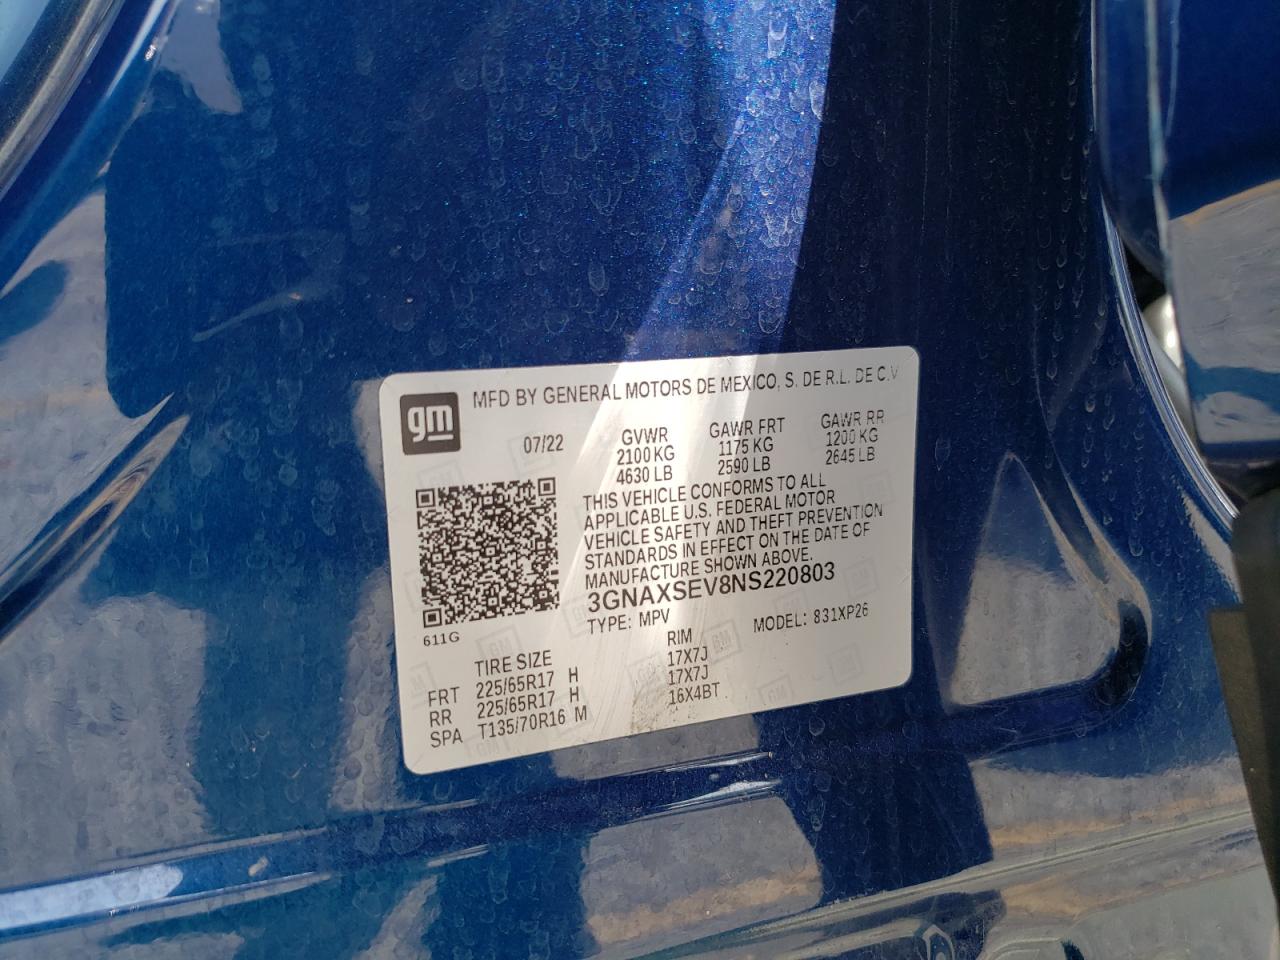 gm
MFD BY GENERAL MOTORS DE MEXICO, S. DE R.L. DE C.V
07/22
GVWR GAWR FRT GAWR RR
2100 KG 1175 KG 1200 KG
4630 LB 2590 LB 2645 LB
THIS VEHICLE CONFORMS TO ALL
APPLICABLE U.S. FEDERAL MOTOR
VEHICLE SAFETY AND THEFT PREVENTION
STANDARDS IN EFFECT ON THE DATE OF
MANUFACTURE SHOWN ABOVE.
3GNAXSEV8NS220803
TYPE: MPV MODEL: 831XP26
611G
TIRE SIZE RIM
FRT 225/65R17 H 17X7J
RR 225/65R17 H 17X7J
SPA T135/70R16 M 16X4BT